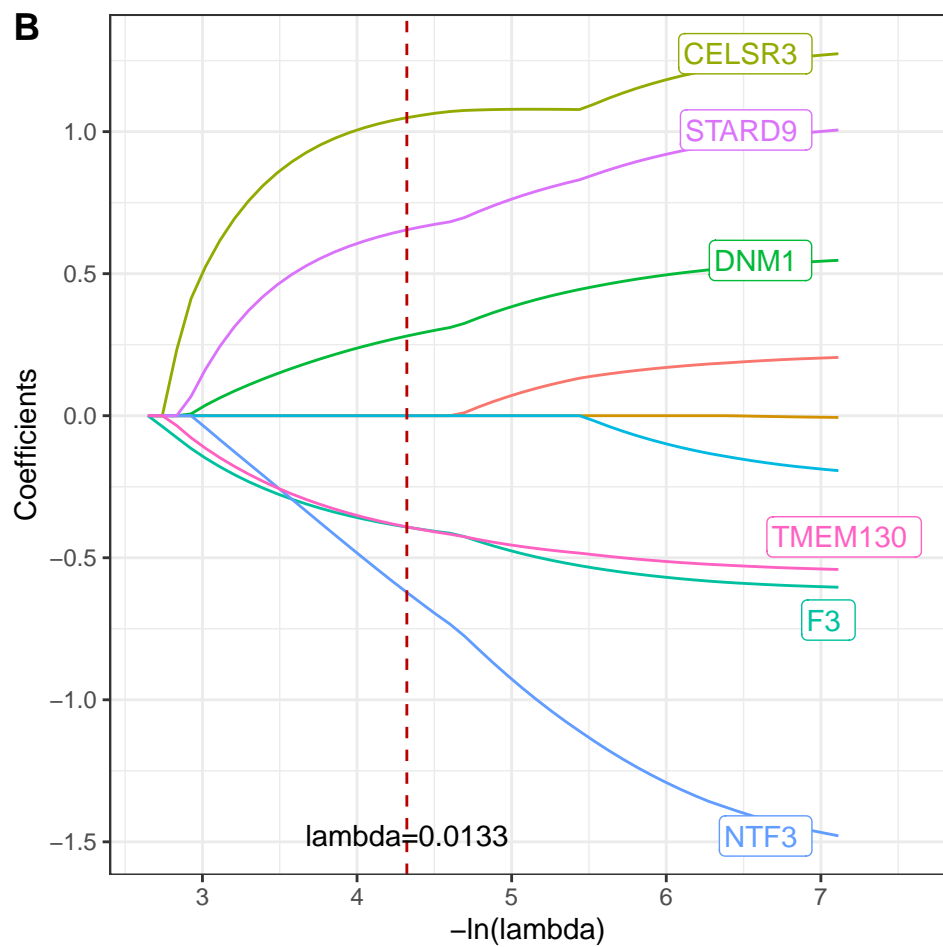 B
CELSR3
STARD9
DNM1
TMEM130
F3
NTF3
lambda=0.0133
1.0
0.5
0.0
−0.5
−1.0
−1.5
Coefficients
3 4 5 6 7
−ln(lambda)